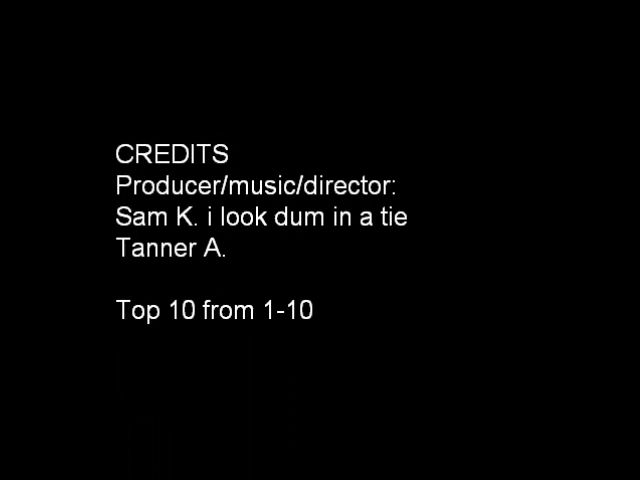 CREDITS
Producer/music/director:
Sam K. i look dum in a tie
Tanner A.
Top 10 from 1-10